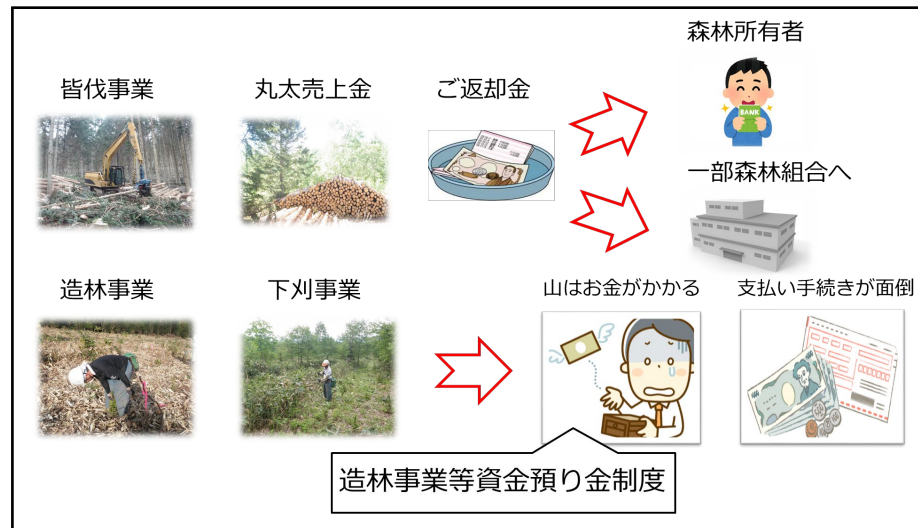 森林所有者
皆伐事業
丸太売上金
ご返却金
BANK
一部森林組合へ
造林事業
下刈事業
山はお金がかかる
支払い手続きが面倒
造林事業等資金預り金制度